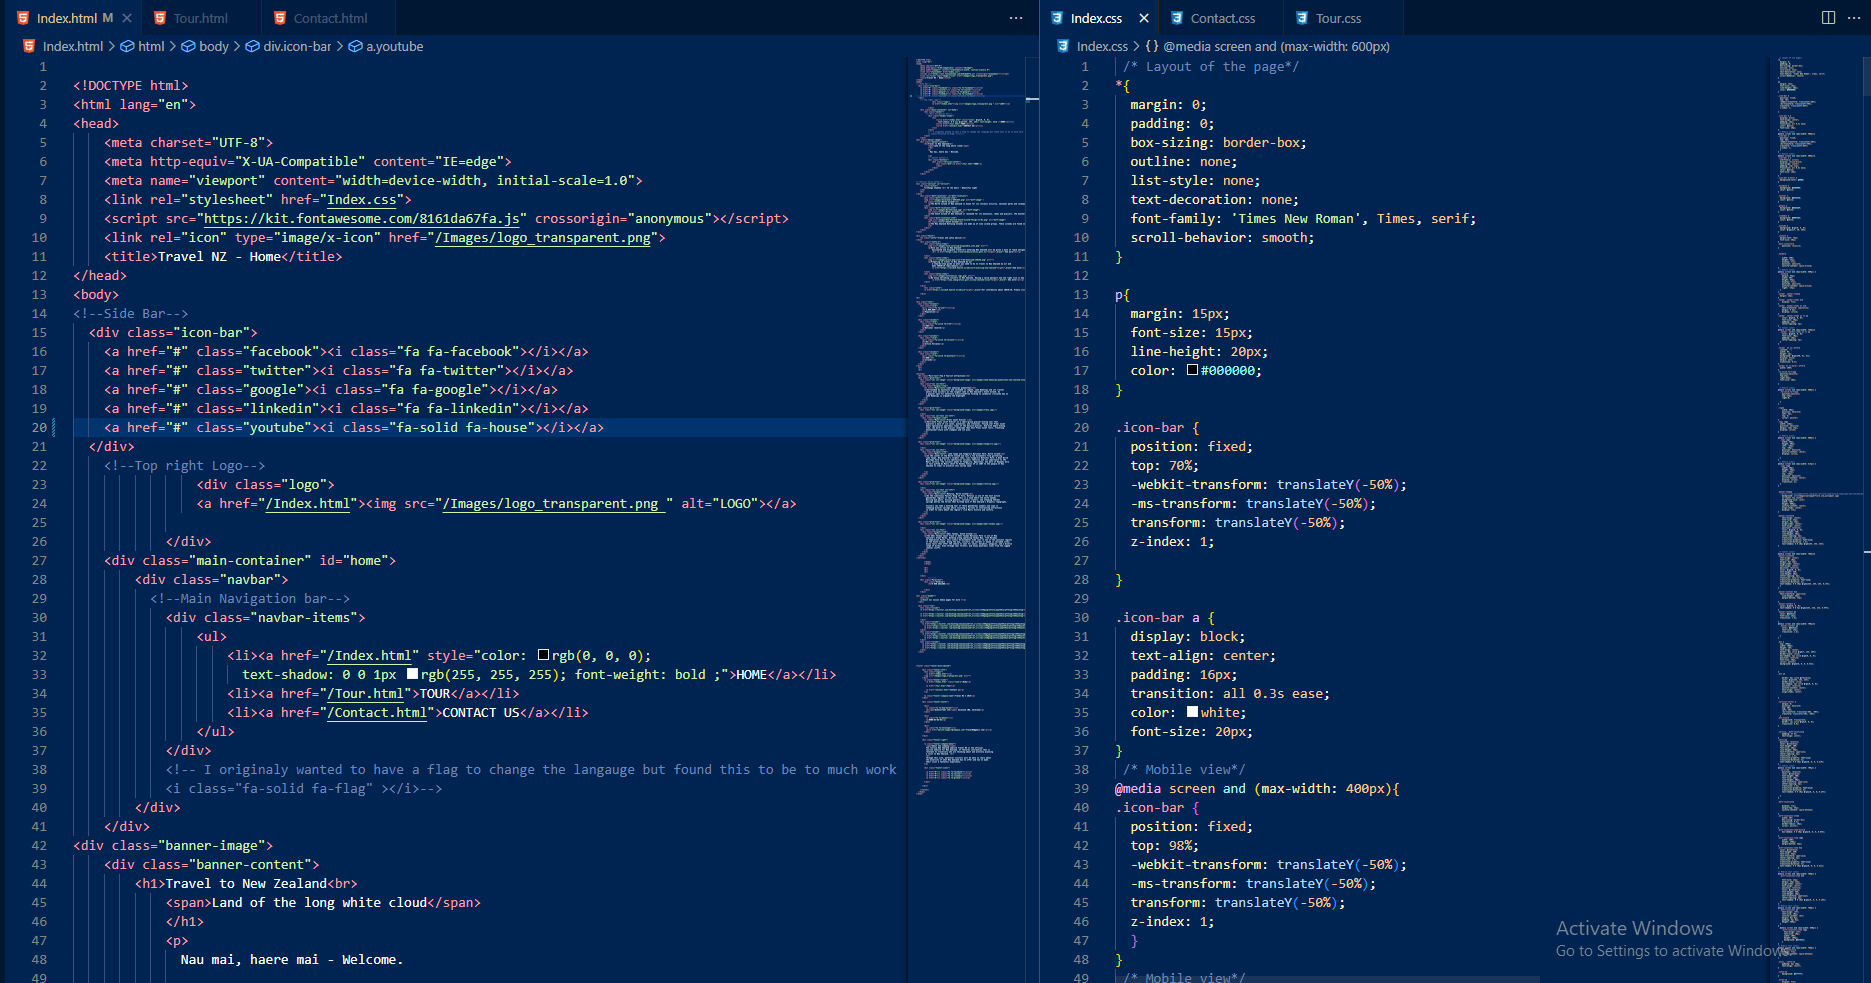 Index.html M
Tour.html
Contact.html
Index.html > html > body > div.icon-bar > a.youtube
1
2 <!DOCTYPE html>
3 <html lang="en">
4 <head>
5 <meta charset="UTF-8">
6 <meta http-equiv="X-UA-Compatible" content="IE=edge">
7 <meta name="viewport" content="width=device-width, initial-scale=1.0">
8 <link rel="stylesheet" href="Index.css">
9 <script src="https://kit.fontawesome.com/8161da67fa.js" crossorigin="anonymous"></script>
10 <link rel="icon" type="image/x-icon" href="/Images/logo_transparent.png">
11 <title>Travel NZ - Home</title>
12 </head>
13 <body>
14 <!--Side Bar-->
15 <div class="icon-bar">
16 <a href="#" class="facebook"><i class="fa fa-facebook"></i></a>
17 <a href="#" class="twitter"><i class="fa fa-twitter"></i></a>
18 <a href="#" class="google"><i class="fa fa-google"></i></a>
19 <a href="#" class="linkedin"><i class="fa fa-linkedin"></i></a>
20 <a href="#" class="youtube"><i class="fa-solid fa-house"></i></a>
21 </div>
22 <!--Top right Logo-->
23 <div class="logo">
24 <a href="/Index.html"><img src="/Images/logo_transparent.png " alt="LOGO"></a>
25
26 </div>
27 <div class="main-container" id="home">
28 <div class="navbar">
29 <!--Main Navigation bar-->
30 <div class="navbar-items">
31 <ul>
32 <li><a href="/Index.html" style="color: rgb(0, 0, 0);
33 text-shadow: 0 0 1px rgb(255, 255, 255); font-weight: bold ;">HOME</a></li>
34 <li><a href="/Tour.html">TOUR</a></li>
35 <li><a href="/Contact.html">CONTACT US</a></li>
36 </ul>
37 </div>
38 <!-- I originaly wanted to have a flag to change the langauge but found this to be to much work
39 <i class="fa-solid fa-flag" ></i>-->
40 </div>
41 </div>
42 <div class="banner-image">
43 <div class="banner-content">
44 <h1>Travel to New Zealand<br>
45 <span>Land of the long white cloud</span>
46 </h1>
47 <p>
48 Nau mai, haere mai - Welcome.
49
Index.css
Contact.css
Tour.css
Index.css > {} @media screen and (max-width: 600px)
1 /* Layout of the page*/
2 *{
3 margin: 0;
4 padding: 0;
5 box-sizing: border-box;
6 outline: none;
7 list-style: none;
8 text-decoration: none;
9 font-family: 'Times New Roman', Times, serif;
10 scroll-behavior: smooth;
11 }
12
13 p{
14 margin: 15px;
15 font-size: 15px;
16 line-height: 20px;
17 color: #000000;
18 }
19
20 .icon-bar {
21 position: fixed;
22 top: 70%;
23 -webkit-transform: translateY(-50%);
24 -ms-transform: translateY(-50%);
25 transform: translateY(-50%);
26 z-index: 1;
27
28 }
29
30 .icon-bar a {
31 display: block;
32 text-align: center;
33 padding: 16px;
34 transition: all 0.3s ease;
35 color: white;
36 font-size: 20px;
37 }
38 /* Mobile view*/
39 @media screen and (max-width: 400px){
40 .icon-bar {
41 position: fixed;
42 top: 98%;
43 -webkit-transform: translateY(-50%);
44 -ms-transform: translateY(-50%);
45 transform: translateY(-50%);
46 z-index: 1;
47 }
48 }
49 /* Mobile view*/
Activate Windows
Go to Settings to activate Windows.